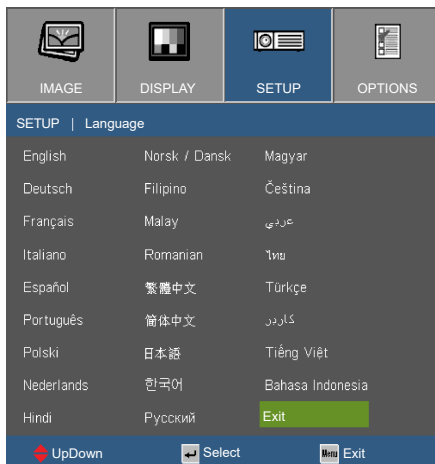 IMAGE DISPLAY SETUP OPTIONS
SETUP | Language
English Norsk / Dansk Magyar
Deutsch Filipino Čeština
Français Malay عربي
Italiano Romanian ไทย
Español 繁體中文 Türkçe
Português 简体中文 كاردر
Polski 日本語 Tiếng Việt
Nederlands 한국어 Bahasa Indonesia
Hindi Русский Exit
UpDown Select Menu Exit